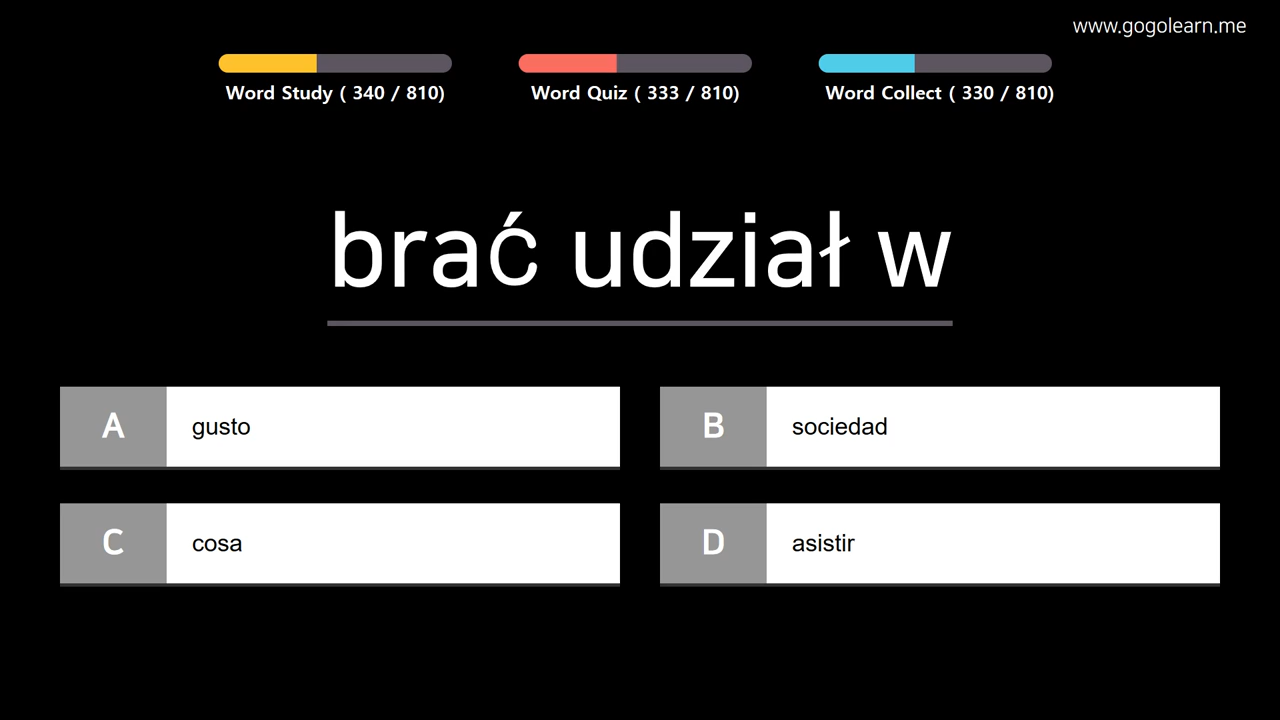 www.gogolearn.me
Word Study ( 340 / 810)
Word Quiz ( 333 / 810)
Word Collect ( 330 / 810)
brać udział w
A gusto
B sociedad
C cosa
D asistir